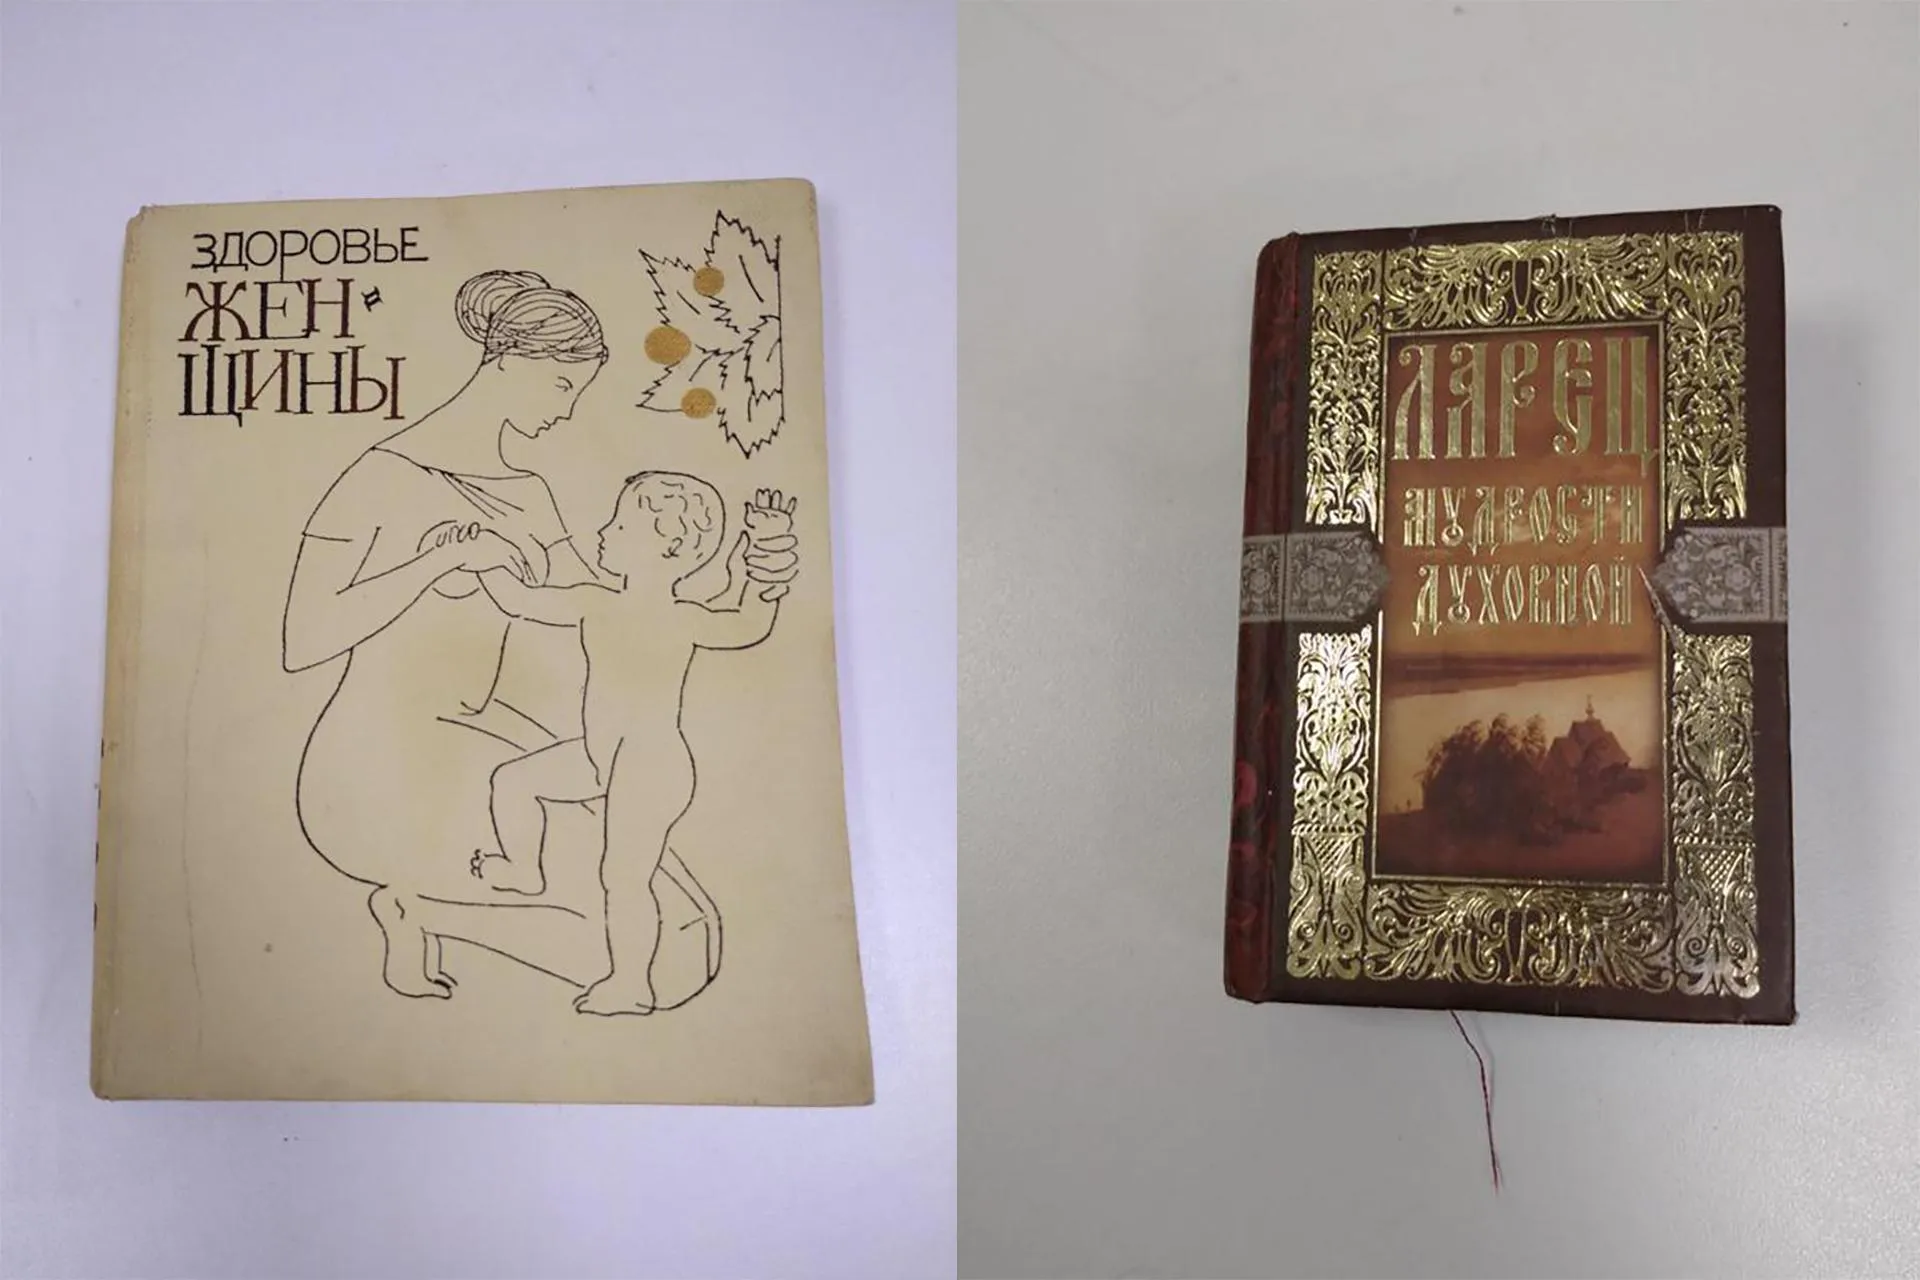 ЗДОРОВЬЕ
ЖЕН-
ЩИНЫ
ЛАРЕЦ
МУДРОСТИ
ДУХОВНОЙ